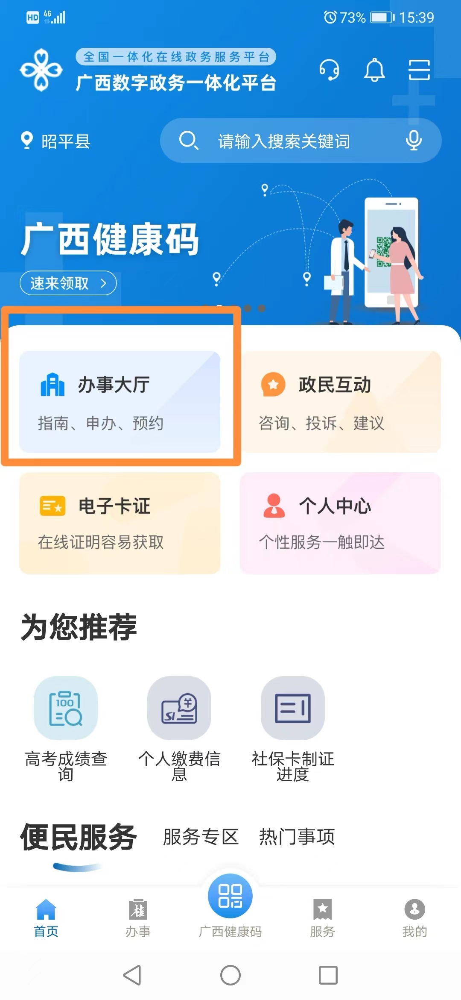 HD 4G 73% 15:39
全国一体化在线政务服务平台
广西数字政务一体化平台
昭平县
请输入搜索关键词
广西健康码
速来领取 >
办事大厅
指南、申办、预约
政民互动
咨询、投诉、建议
电子卡证
在线证明容易获取
个人中心
个性服务一触即达
为您推荐
100
SI
高考成绩查
询
个人缴费信
息
社保卡制证
进度
便民服务 服务专区 热门事项
桂
首页 办事 广西健康码 服务 我的